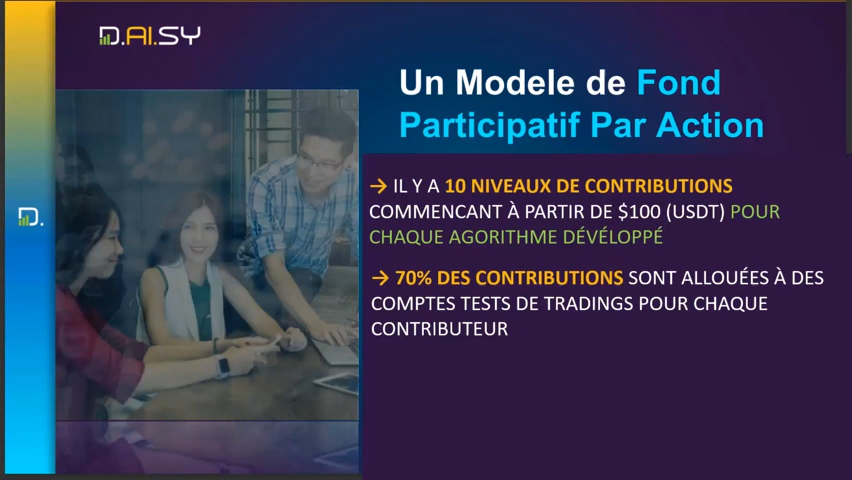 D.AI.SY
Un Modele de Fond
Participatif Par Action
D.
→ IL Y A 10 NIVEAUX DE CONTRIBUTIONS
COMMENCANT À PARTIR DE $100 (USDT) POUR
CHAQUE AGORITHME DÉVÉLOPPÉ
→ 70% DES CONTRIBUTIONS SONT ALLOUÉES À DES
COMPTES TESTS DE TRADINGS POUR CHAQUE
CONTRIBUTEUR